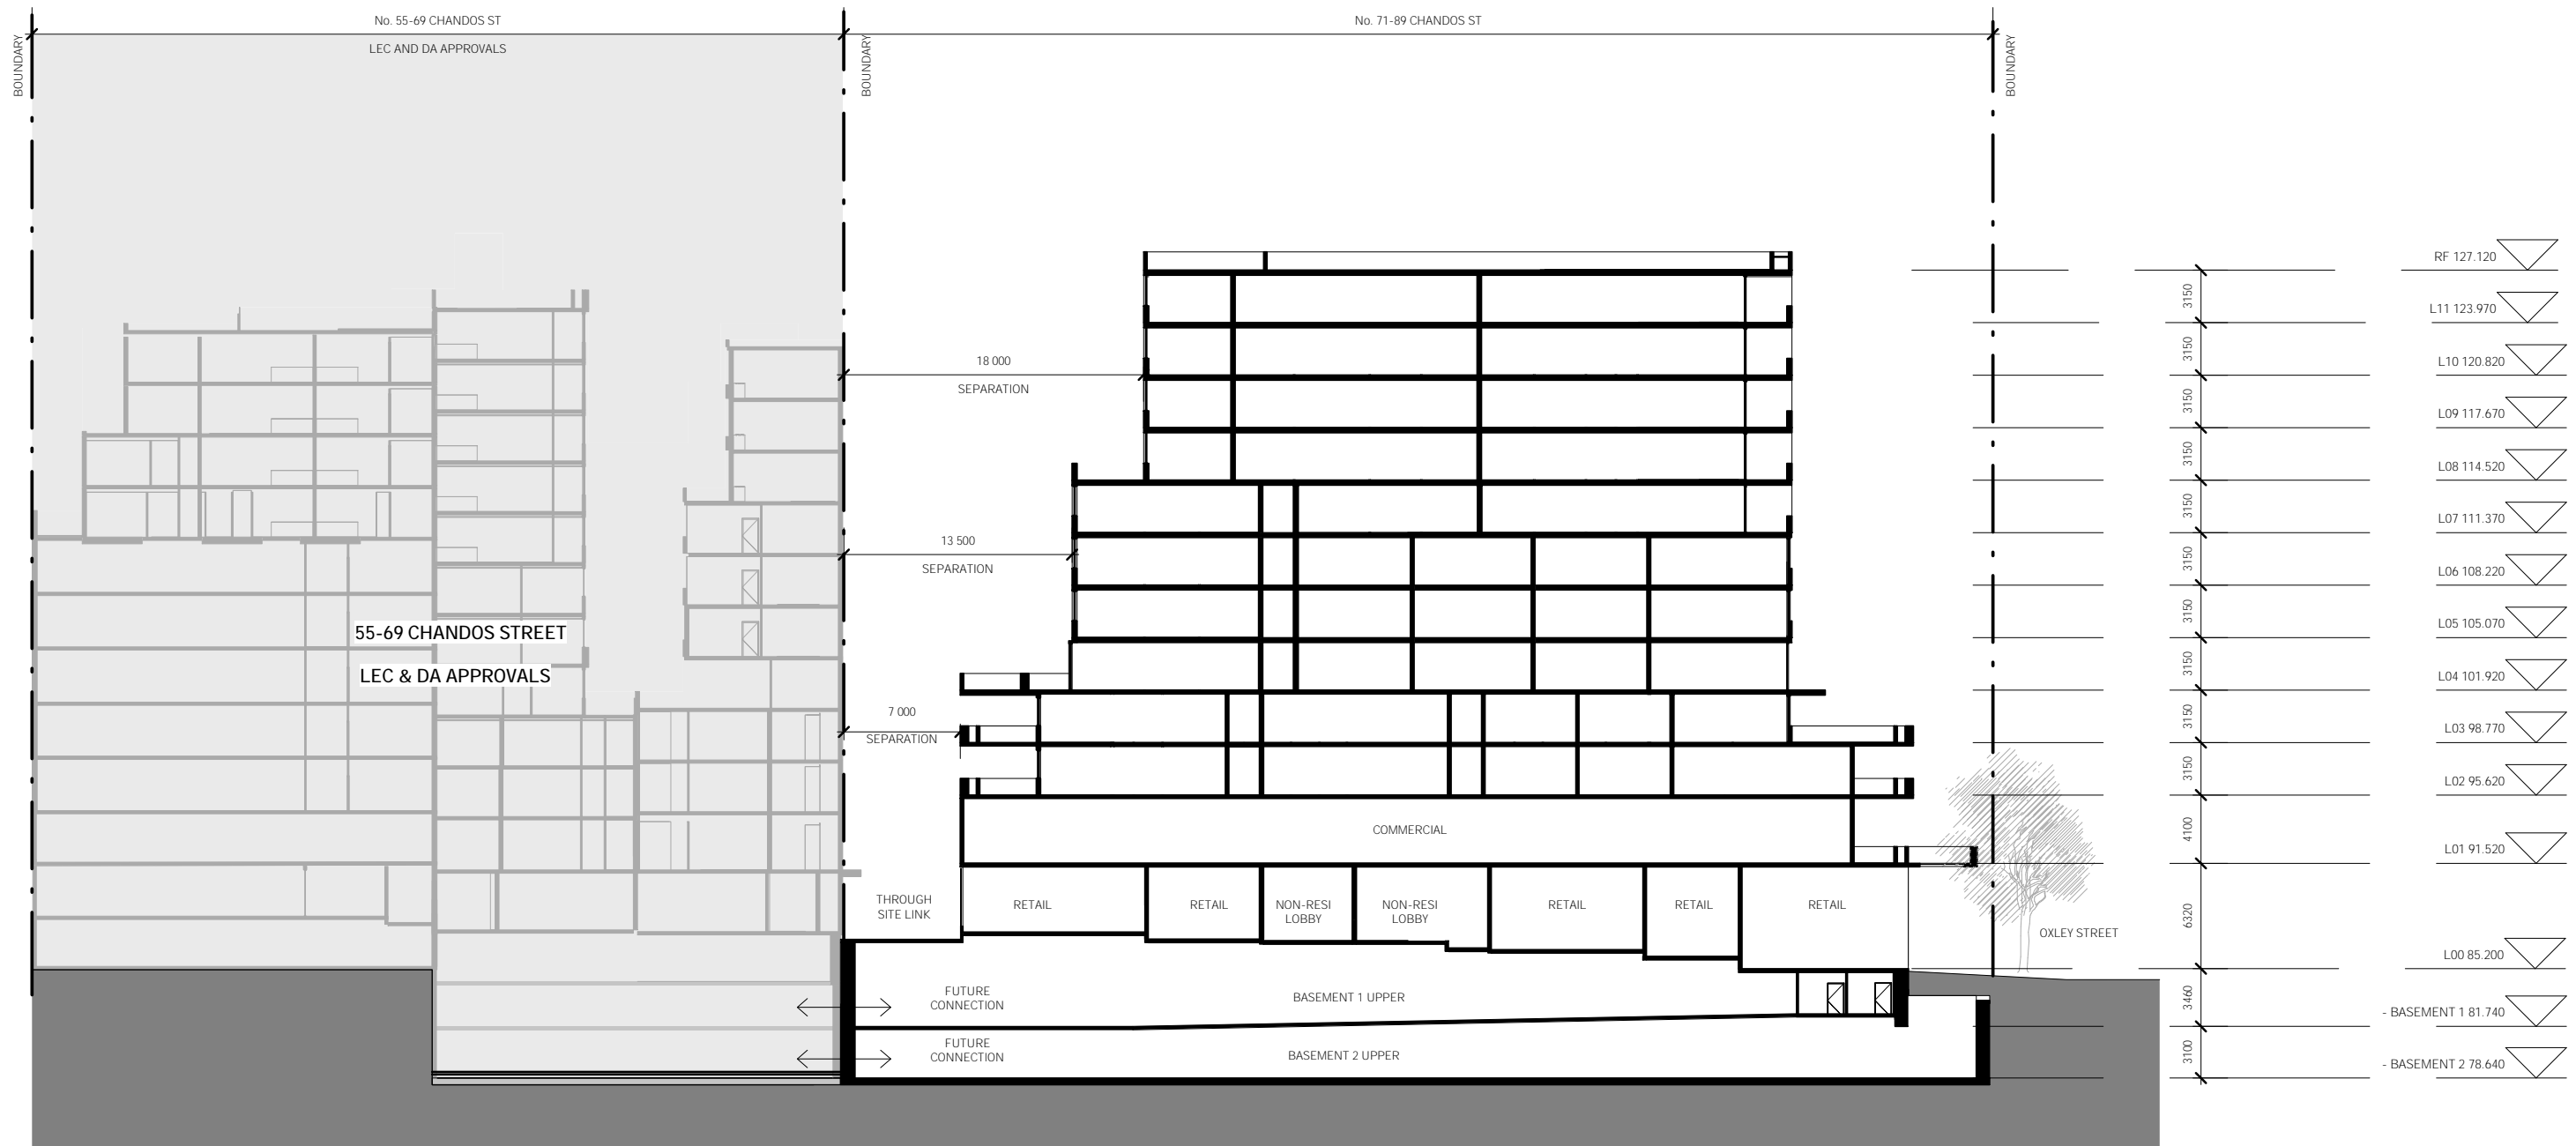 No. 55-69 CHANDOS ST
No. 71-89 CHANDOS ST
LEC AND DA APPROVALS
BOUNDARY
BOUNDARY
BOUNDARY
RF 127.120
3150
L11 123.970
3150
L10 120.820
18 000
SEPARATION
3150
L09 117.670
3150
L08 114.520
3150
L07 111.370
13 500
SEPARATION
3150
L06 108.220
3150
L05 105.070
55-69 CHANDOS STREET
LEC & DA APPROVALS
3150
L04 101.920
7 000
SEPARATION
3150
L03 98.770
3150
L02 95.620
COMMERCIAL
4100
L01 91.520
THROUGH
SITE LINK
RETAIL
RETAIL
NON-RESI
LOBBY
NON-RESI
LOBBY
RETAIL
RETAIL
RETAIL
OXLEY STREET
6320
L00 85.200
FUTURE
CONNECTION
BASEMENT 1 UPPER
3460
- BASEMENT 1 81.740
FUTURE
CONNECTION
BASEMENT 2 UPPER
3100
- BASEMENT 2 78.640